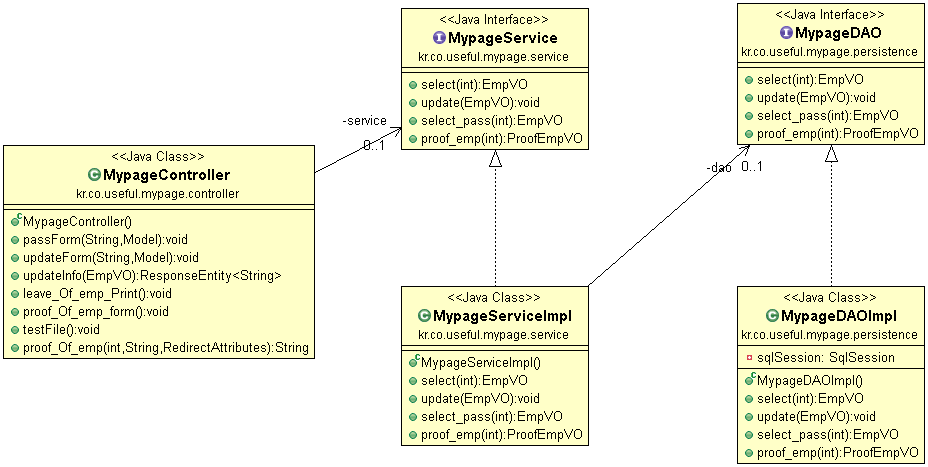 <<Java Interface>>
MypageService
kr.co.useful.mypage.service
select(int):EmpVO
update(EmpVO):void
select_pass(int):EmpVO
proof_emp(int):ProofEmpVO
<<Java Interface>>
MypageDAO
kr.co.useful.mypage.persistence
select(int):EmpVO
update(EmpVO):void
select_pass(int):EmpVO
proof_emp(int):ProofEmpVO
-service
0..1
-dao 0..1
<<Java Class>>
MypageController
kr.co.useful.mypage.controller
MypageController()
passForm(String,Model):void
updateForm(String,Model):void
updateInfo(EmpVO):ResponseEntity<String>
leave_Of_emp_Print():void
proof_Of_emp_form():void
testFile():void
proof_Of_emp(int,String,RedirectAttributes):String
<<Java Class>>
MypageServiceImpl
kr.co.useful.mypage.service
MypageServiceImpl()
select(int):EmpVO
update(EmpVO):void
select_pass(int):EmpVO
proof_emp(int):ProofEmpVO
<<Java Class>>
MypageDAOImpl
kr.co.useful.mypage.persistence
sqlSession: SqlSession
MypageDAOImpl()
select(int):EmpVO
update(EmpVO):void
select_pass(int):EmpVO
proof_emp(int):ProofEmpVO